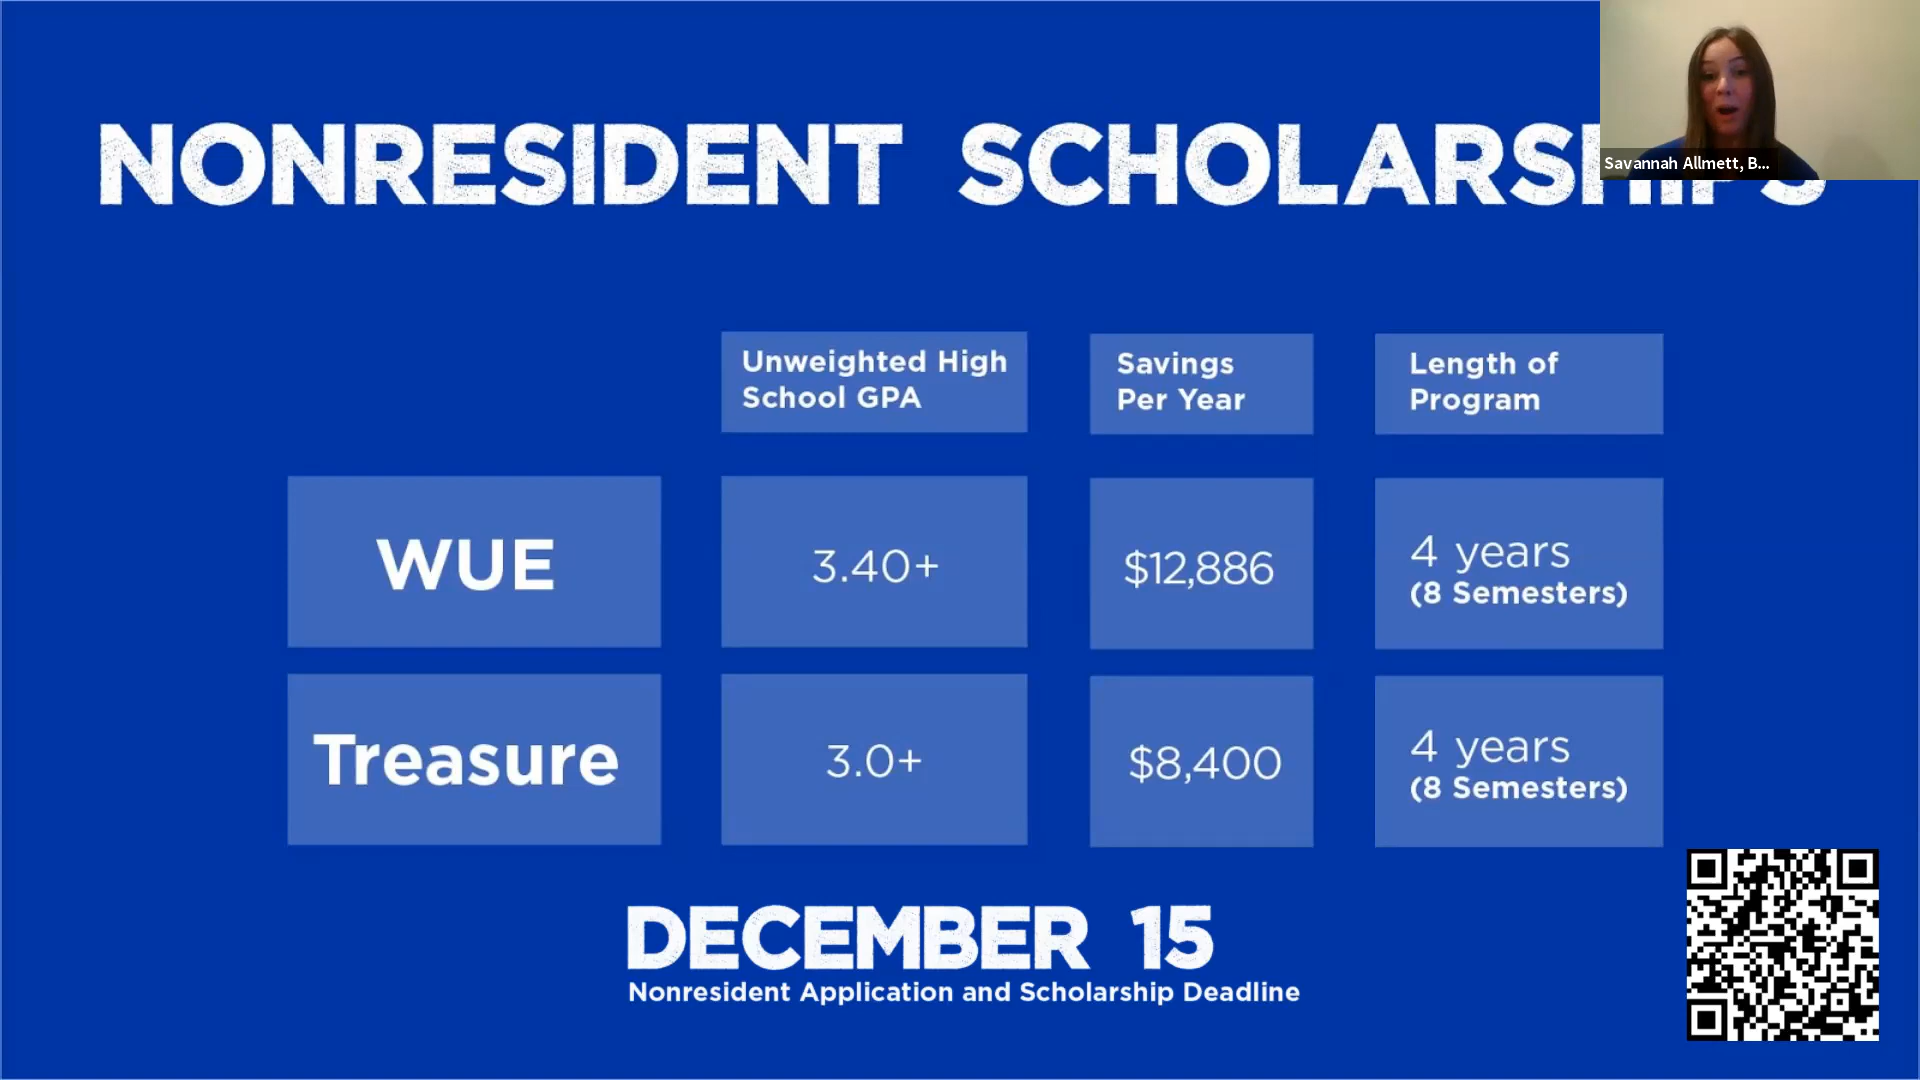 NONRESIDENT SCHOLARSHIPS
Savannah Allmett, B...
Unweighted High
School GPA
Savings
Per Year
Length of
Program
WUE
3.40+
$12,886
4 years
(8 Semesters)
Treasure
3.0+
$8,400
4 years
(8 Semesters)
DECEMBER 15
Nonresident Application and Scholarship Deadline